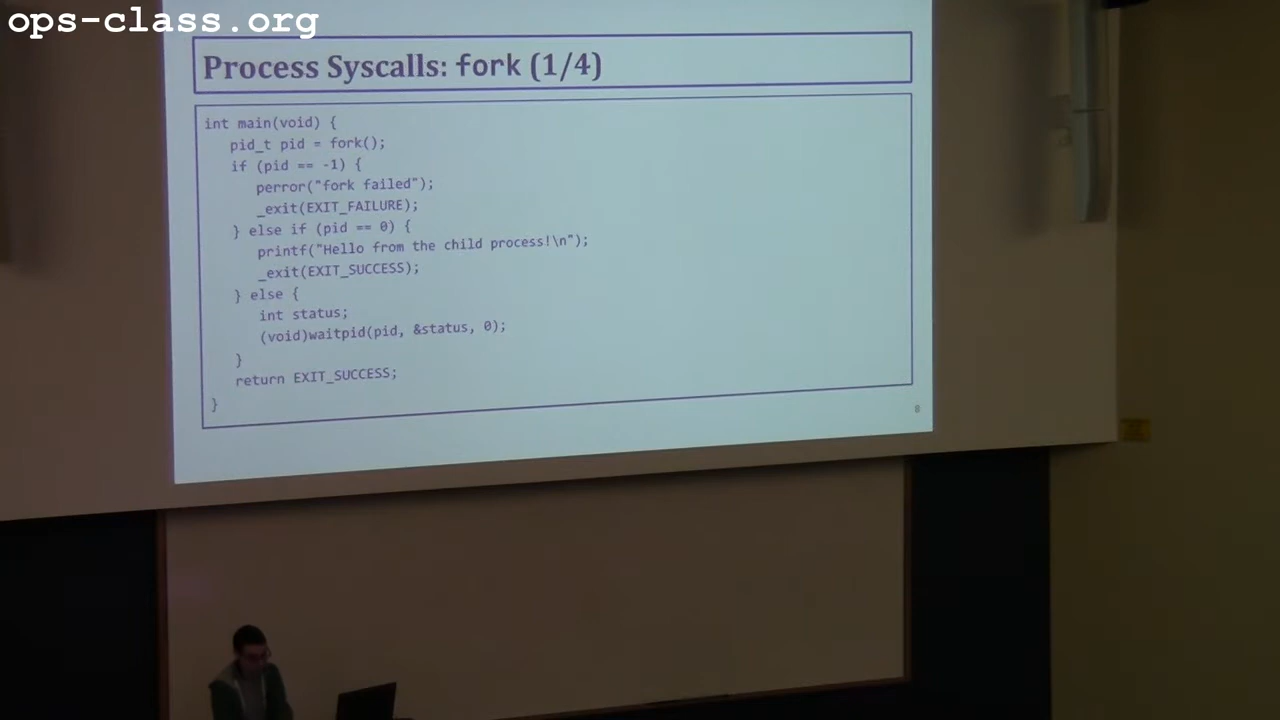 ops-class.org
Process Syscalls: fork (1/4)
int main(void) {
pid_t pid = fork();
if (pid == -1) {
perror("fork failed");
_exit(EXIT_FAILURE);
} else if (pid == 0) {
printf("Hello from the child process!\n");
_exit(EXIT_SUCCESS);
} else {
int status;
(void)waitpid(pid, &status, 0);
}
return EXIT_SUCCESS;
}
8